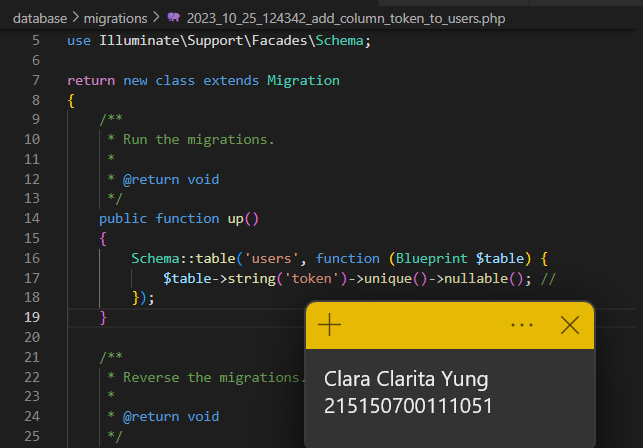 database > migrations > 2023_10_25_124342_add_column_token_to_users.php
5 use Illuminate\Support\Facades\Schema;
6
7 return new class extends Migration
8 {
9 /**
10 * Run the migrations.
11 *
12 * @return void
13 */
14 public function up()
15 {
16 Schema::table('users', function (Blueprint $table) {
17 $table->string('token')->unique()->nullable(); //
18 });
19 }
20
21 /**
22 * Reverse the migrations.
23 *
24 * @return void
25 */
Clara Clarita Yung
215150700111051